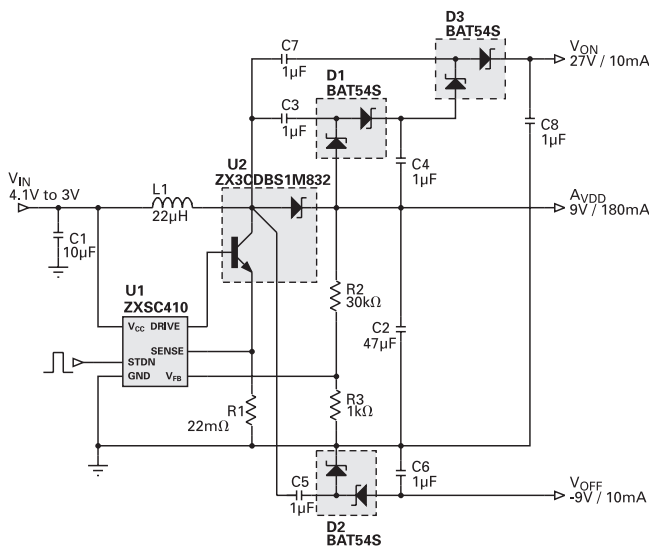 D3
BAT54S
C7
1µF
V_ON
27V / 10mA
D1
BAT54S
C3
1µF
C8
1µF
U2
ZX3CDBS1M832
C4
1µF
V_IN
4.1V to 3V
L1
22µH
A_VDD
9V / 180mA
C1
10µF
U1
ZXSC410
R2
30kΩ
V_CC DRIVE
C2
47µF
SENSE
STDN
GND V_FB
R1
22mΩ
R3
1kΩ
C6
1µF
C5
1µF
V_OFF
-9V / 10mA
D2
BAT54S